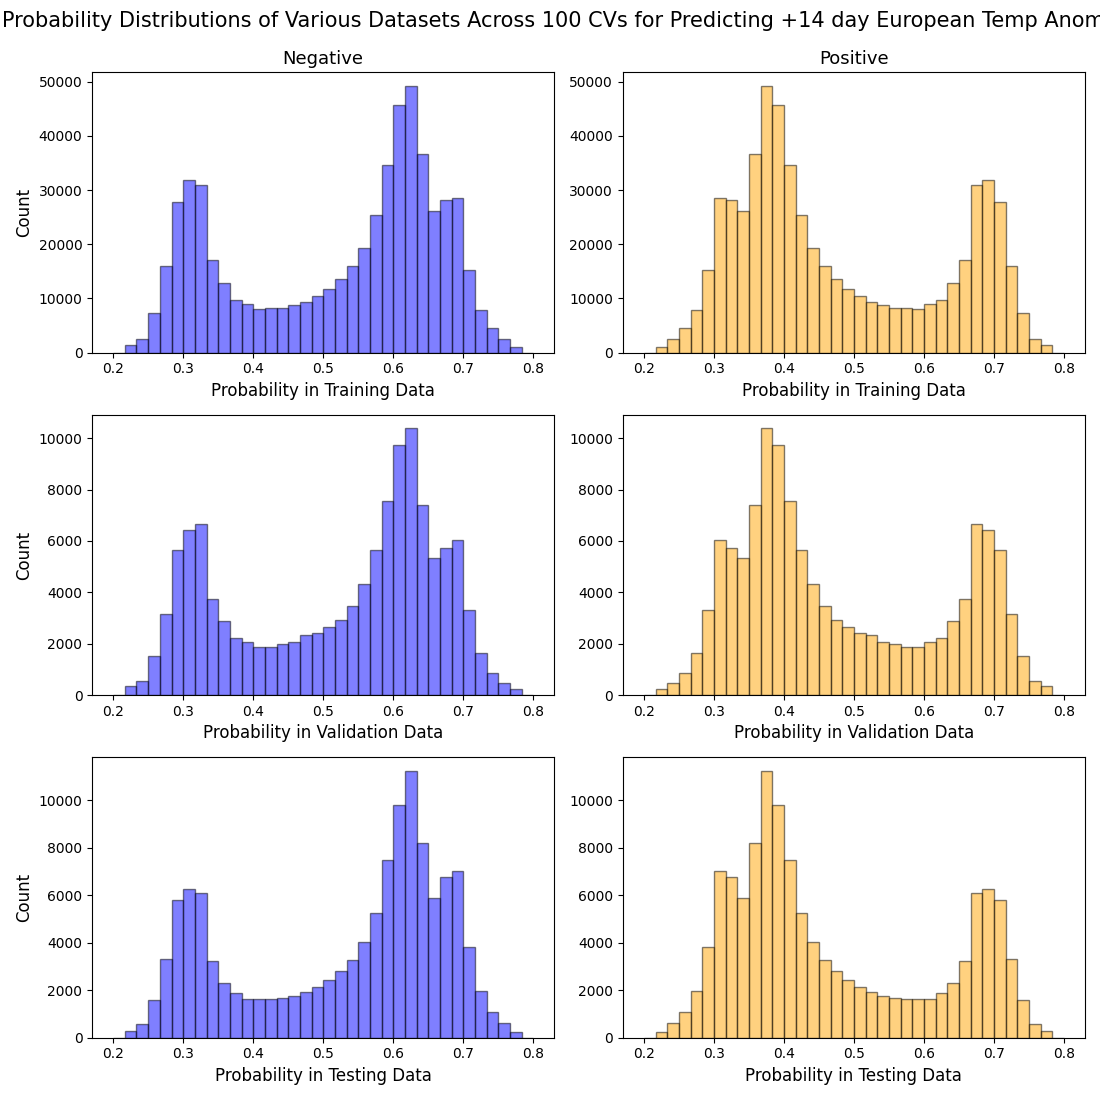 Probability Distributions of Various Datasets Across 100 CVs for Predicting +14 day European Temp Anom
Negative
Positive
50000
40000
30000
20000
10000
0
Count
0.2 0.3 0.4 0.5 0.6 0.7 0.8
Probability in Training Data
50000
40000
30000
20000
10000
0
0.2 0.3 0.4 0.5 0.6 0.7 0.8
Probability in Training Data
10000
8000
6000
4000
2000
0
Count
0.2 0.3 0.4 0.5 0.6 0.7 0.8
Probability in Validation Data
10000
8000
6000
4000
2000
0
0.2 0.3 0.4 0.5 0.6 0.7 0.8
Probability in Validation Data
10000
8000
6000
4000
2000
0
Count
0.2 0.3 0.4 0.5 0.6 0.7 0.8
Probability in Testing Data
10000
8000
6000
4000
2000
0
0.2 0.3 0.4 0.5 0.6 0.7 0.8
Probability in Testing Data